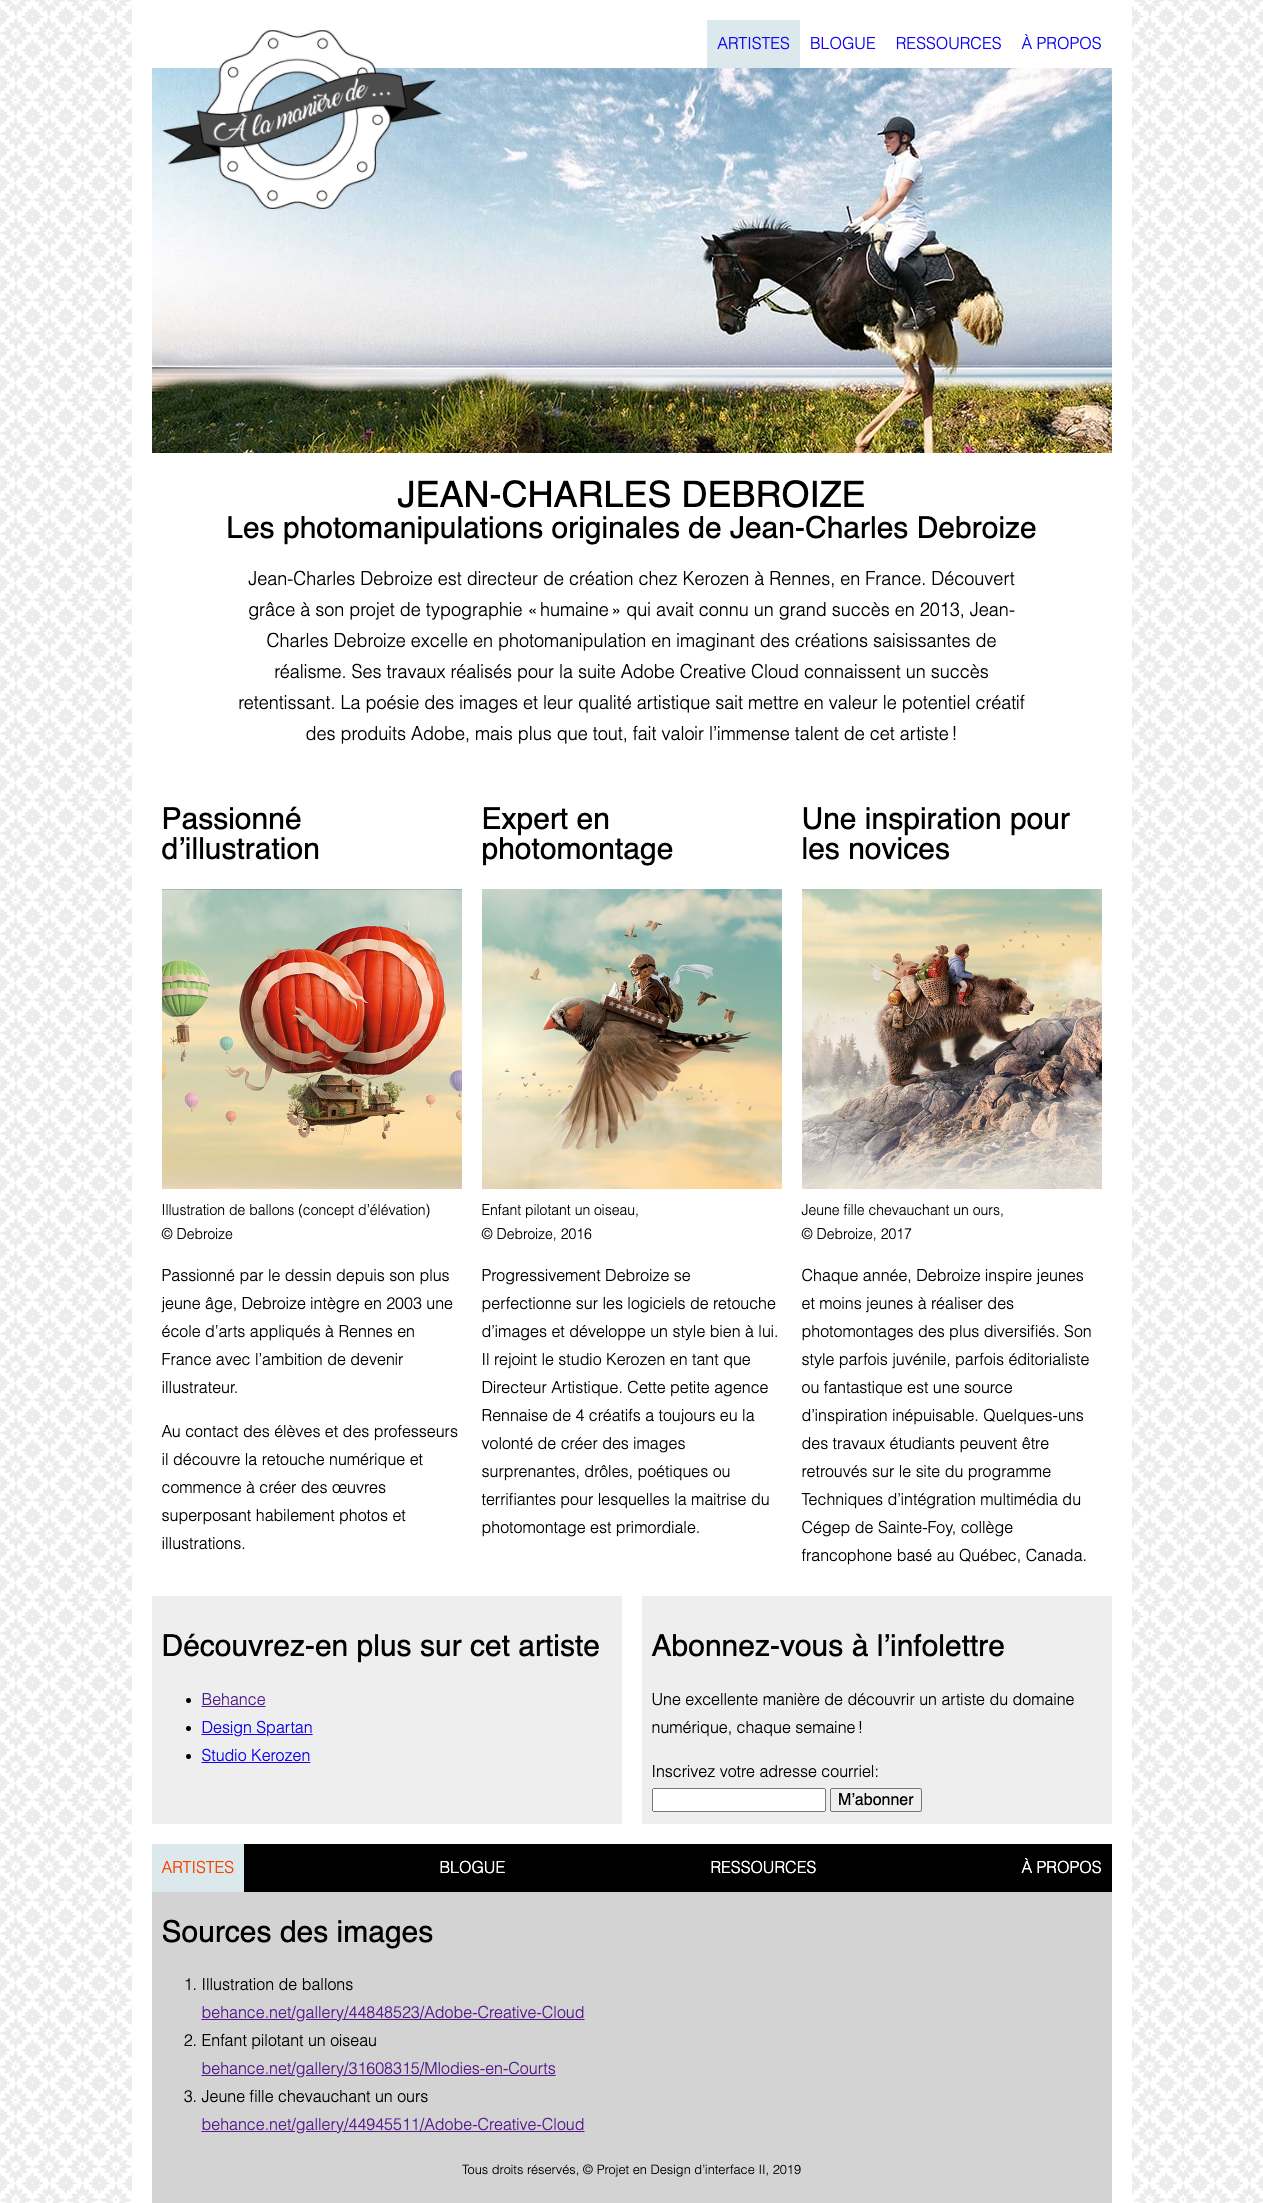 ARTISTES BLOGUE RESSOURCES À PROPOS
À la manière de ...
JEAN-CHARLES DEBROIZE
Les photomanipulations originales de Jean-Charles Debroize
Jean-Charles Debroize est directeur de création chez Kerozen à Rennes, en France. Découvert
grâce à son projet de typographie « humaine » qui avait connu un grand succès en 2013, Jean-
Charles Debroize excelle en photomanipulation en imaginant des créations saisissantes de
réalisme. Ses travaux réalisés pour la suite Adobe Creative Cloud connaissent un succès
retentissant. La poésie des images et leur qualité artistique sait mettre en valeur le potentiel créatif
des produits Adobe, mais plus que tout, fait valoir l’immense talent de cet artiste !
Passionné
d’illustration
Illustration de ballons (concept d’élévation)
© Debroize
Passionné par le dessin depuis son plus
jeune âge, Debroize intègre en 2003 une
école d’arts appliqués à Rennes en
France avec l’ambition de devenir
illustrateur.
Au contact des élèves et des professeurs
il découvre la retouche numérique et
commence à créer des œuvres
superposant habilement photos et
illustrations.
Expert en
photomontage
Enfant pilotant un oiseau,
© Debroize, 2016
Progressivement Debroize se
perfectionne sur les logiciels de retouche
d’images et développe un style bien à lui.
Il rejoint le studio Kerozen en tant que
Directeur Artistique. Cette petite agence
Rennaise de 4 créatifs a toujours eu la
volonté de créer des images
surprenantes, drôles, poétiques ou
terrifiantes pour lesquelles la maitrise du
photomontage est primordiale.
Une inspiration pour
les novices
Jeune fille chevauchant un ours,
© Debroize, 2017
Chaque année, Debroize inspire jeunes
et moins jeunes à réaliser des
photomontages des plus diversifiés. Son
style parfois juvénile, parfois éditorialiste
ou fantastique est une source
d’inspiration inépuisable. Quelques-uns
des travaux étudiants peuvent être
retrouvés sur le site du programme
Techniques d’intégration multimédia du
Cégep de Sainte-Foy, collège
francophone basé au Québec, Canada.
Découvrez-en plus sur cet artiste
• Behance
• Design Spartan
• Studio Kerozen
Abonnez-vous à l’infolettre
Une excellente manière de découvrir un artiste du domaine
numérique, chaque semaine !
Inscrivez votre adresse courriel:
M’abonner
ARTISTES BLOGUE RESSOURCES À PROPOS
Sources des images
1. Illustration de ballons
behance.net/gallery/44848523/Adobe-Creative-Cloud
2. Enfant pilotant un oiseau
behance.net/gallery/31608315/Mlodies-en-Courts
3. Jeune fille chevauchant un ours
behance.net/gallery/44945511/Adobe-Creative-Cloud
Tous droits réservés, © Projet en Design d’interface II, 2019